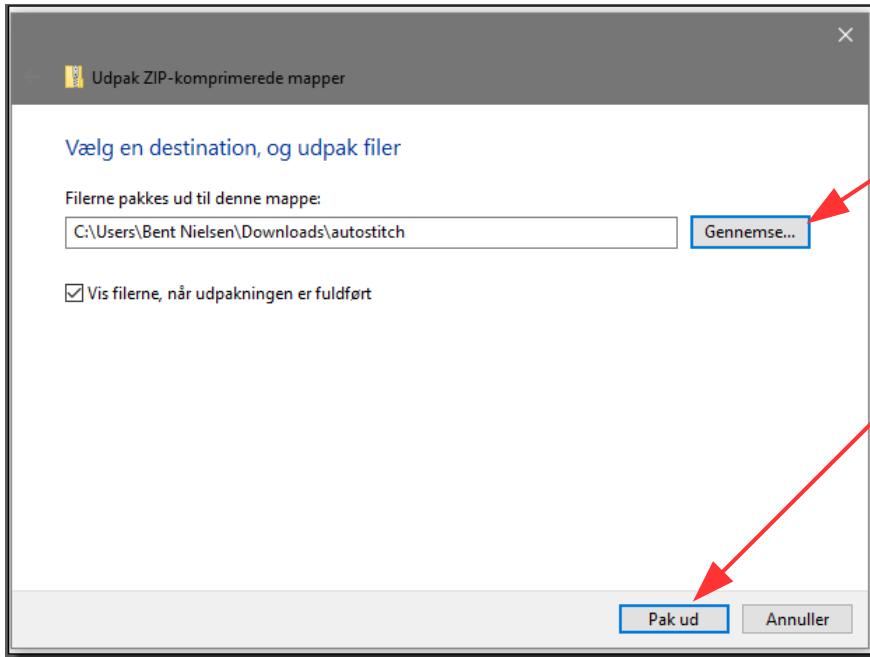 Udpak ZIP-komprimerede mapper
Vælg en destination, og udpak filer
Filerne pakkes ud til denne mappe:
C:\Users\Bent Nielsen\Downloads\autostitch
Gennemse...
Vis filerne, når udpakningen er fuldført
Pak ud
Annuller